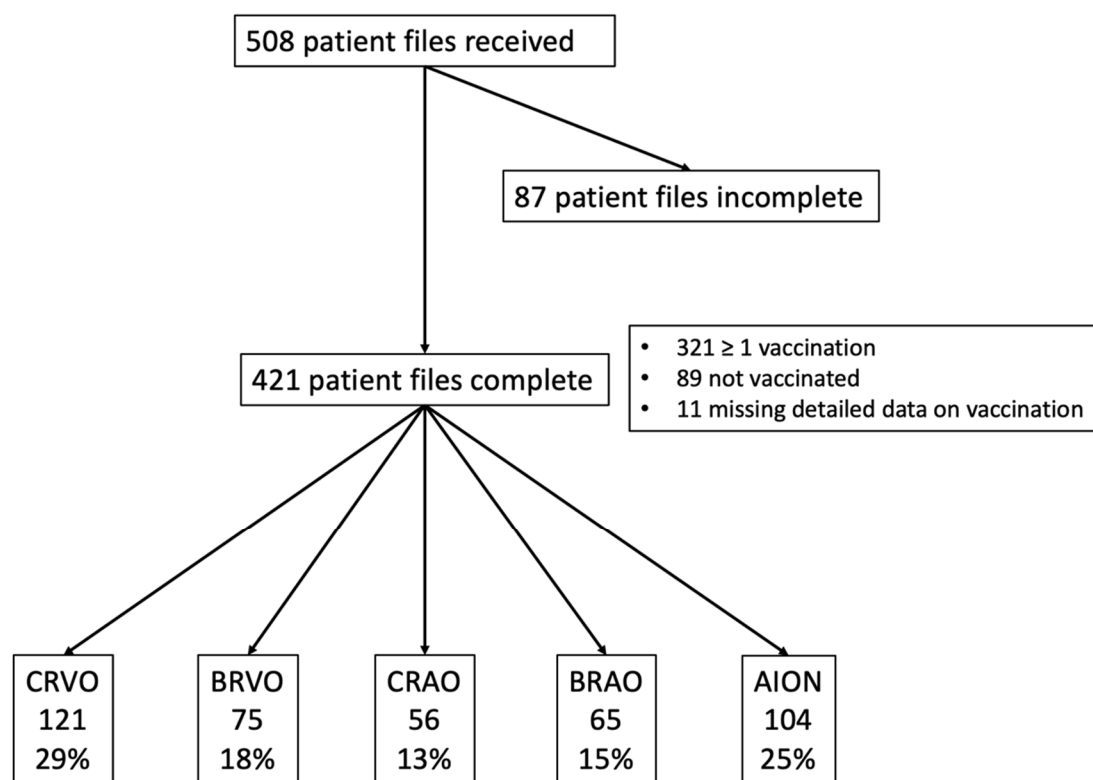 508 patient files received
87 patient files incomplete
421 patient files complete
• 321 ≥ 1 vaccination
• 89 not vaccinated
• 11 missing detailed data on vaccination
CRVO
121
29%
BRVO
75
18%
CRAO
56
13%
BRAO
65
15%
AION
104
25%